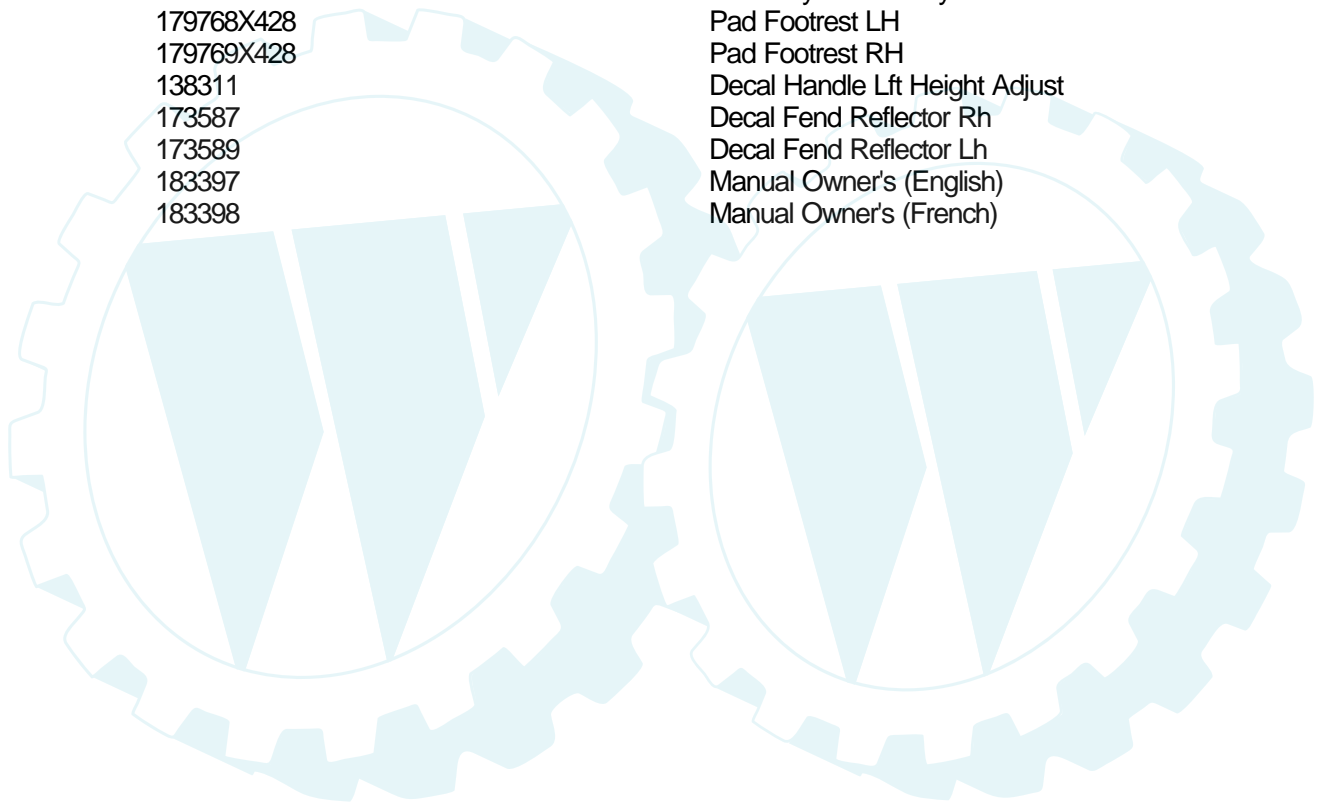 179768X428 Pad Footrest LH
179769X428 Pad Footrest RH
138311 Decal Handle Lft Height Adjust
173587 Decal Fend Reflector Rh
173589 Decal Fend Reflector Lh
183397 Manual Owner's (English)
183398 Manual Owner's (French)